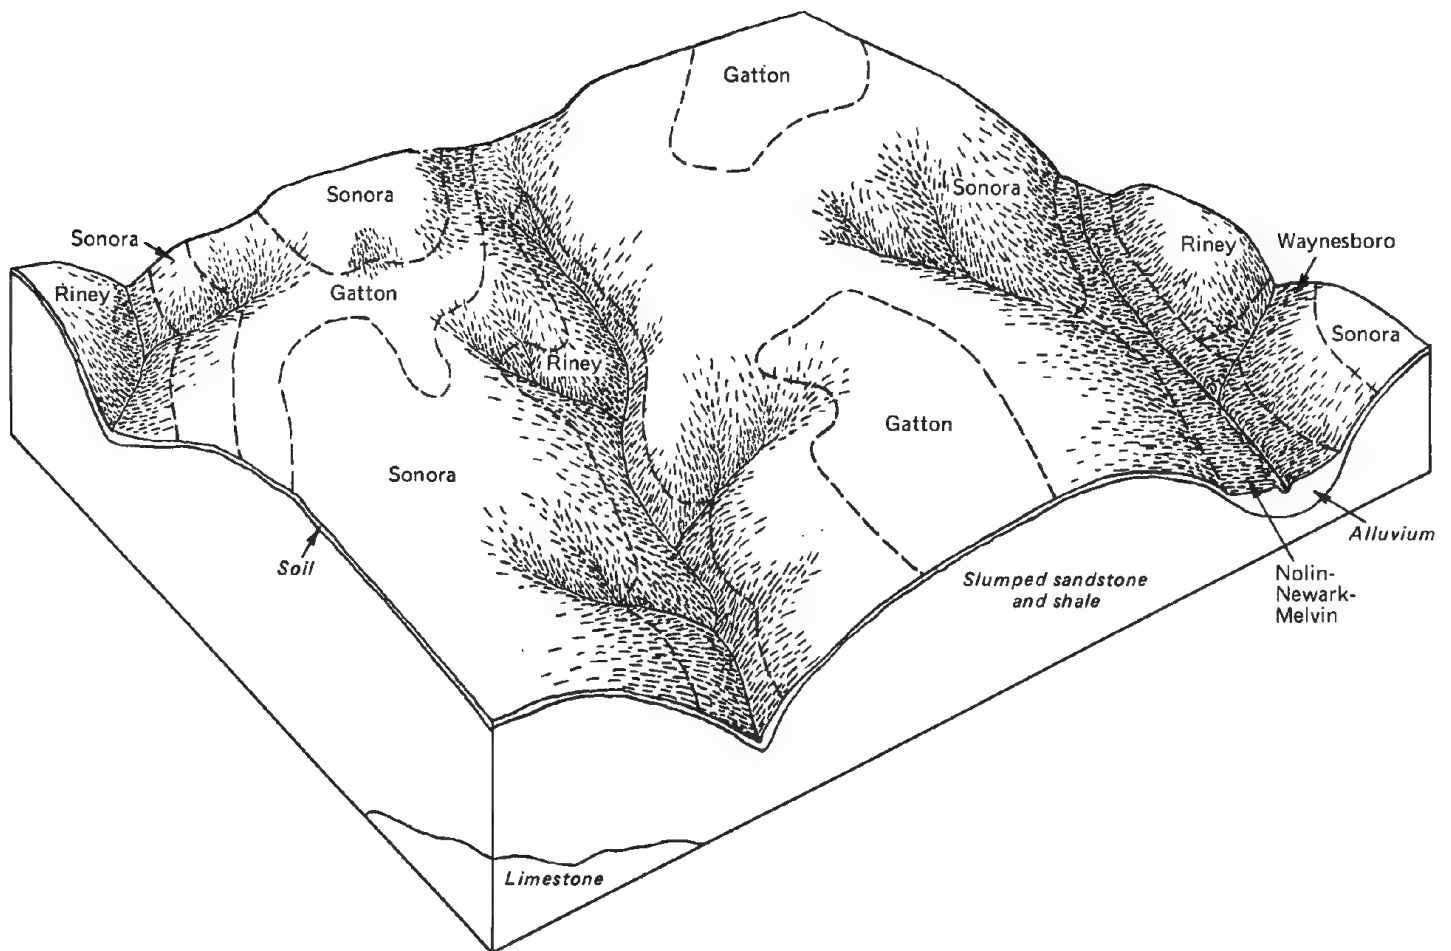 Gatton
Sonora
Sonora
Sonora
Riney
Waynesboro
Riney
Gatton
Sonora
Riney
Gatton
Sonora
Alluvium
Soil
Slumped sandstone
and shale
Nolin-
Newark-
Melvin
Limestone